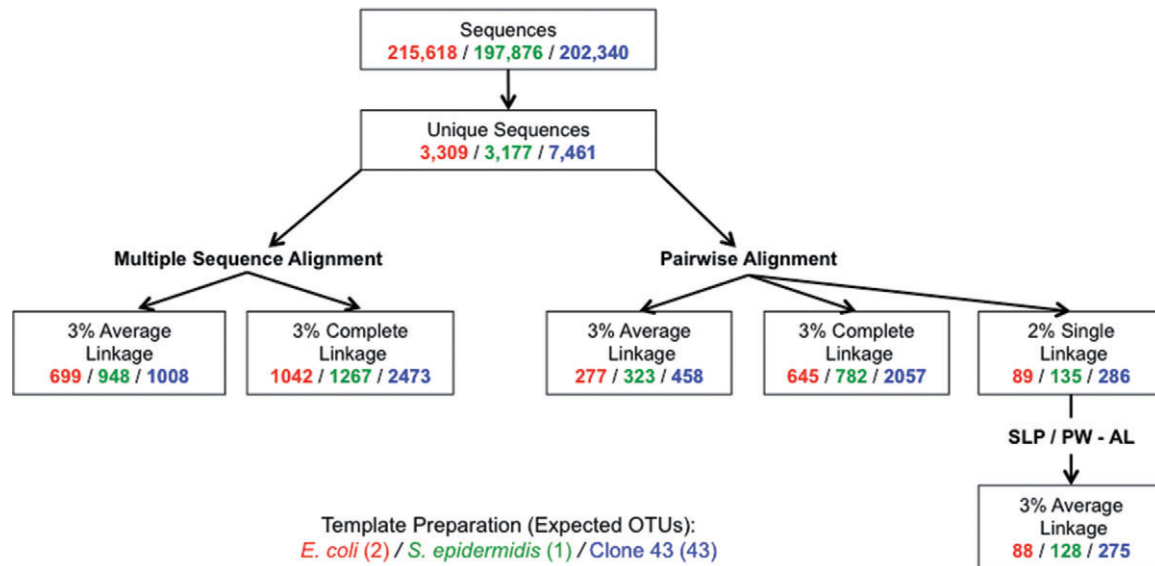 Sequences
215,618 / 197,876 / 202,340
Unique Sequences
3,309 / 3,177 / 7,461
Multiple Sequence Alignment
Pairwise Alignment
3% Average
Linkage
699 / 948 / 1008
3% Complete
Linkage
1042 / 1267 / 2473
3% Average
Linkage
277 / 323 / 458
3% Complete
Linkage
645 / 782 / 2057
2% Single
Linkage
89 / 135 / 286
SLP / PW - AL
3% Average
Linkage
88 / 128 / 275
Template Preparation (Expected OTUs):
E. coli (2) / S. epidermidis (1) / Clone 43 (43)